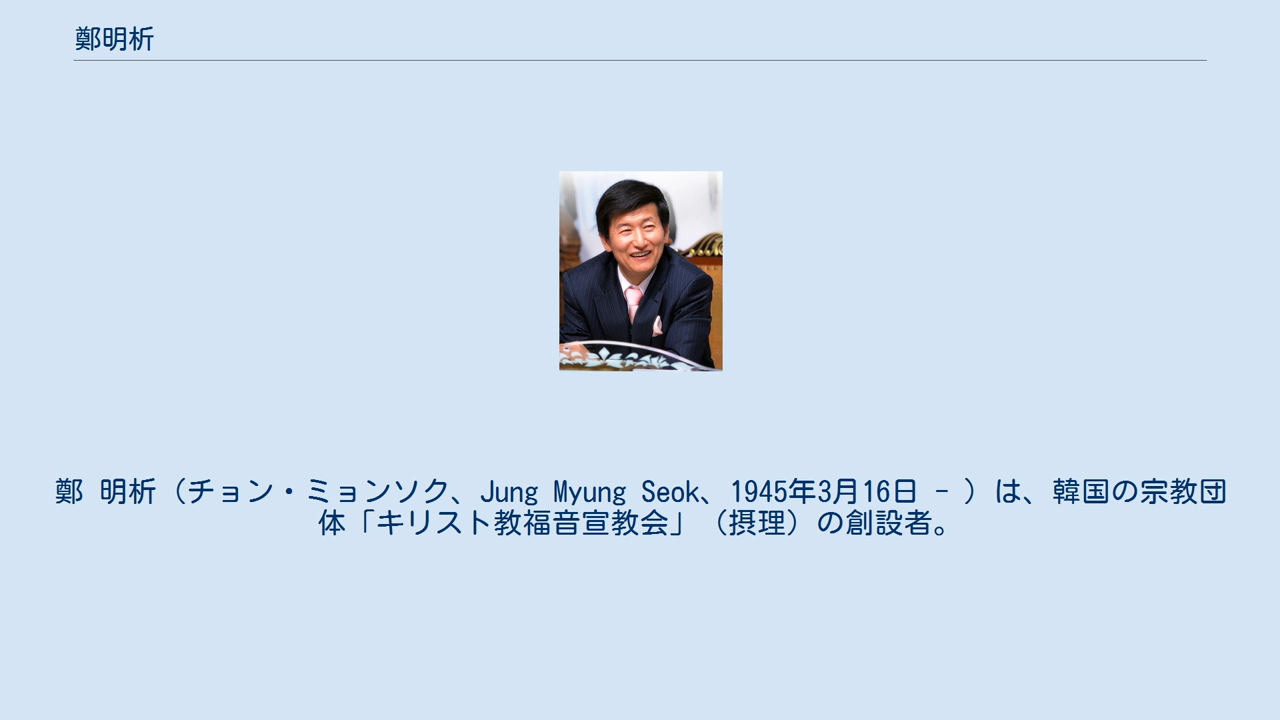 鄭明析
鄭 明析（チョン・ミョンソク、Jung Myung Seok、1945年3月16日 - ）は、韓国の宗教団
体「キリスト教福音宣教会」（摂理）の創設者。